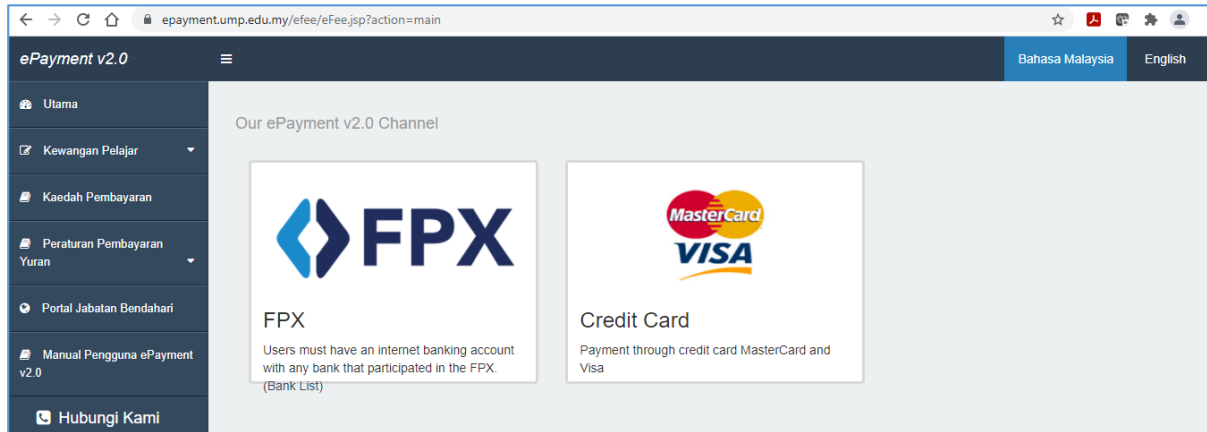 epayment.ump.edu.my/efee/eFee.jsp?action=main
ePayment v2.0
Bahasa Malaysia
English
Utama
Kewangan Pelajar
Kaedah Pembayaran
Peraturan Pembayaran
Yuran
Portal Jabatan Bendahari
Manual Pengguna ePayment
v2.0
Hubungi Kami
Our ePayment v2.0 Channel
FPX
FPX
Users must have an internet banking account
with any bank that participated in the FPX.
(Bank List)
MasterCard
VISA
Credit Card
Payment through credit card MasterCard and
Visa